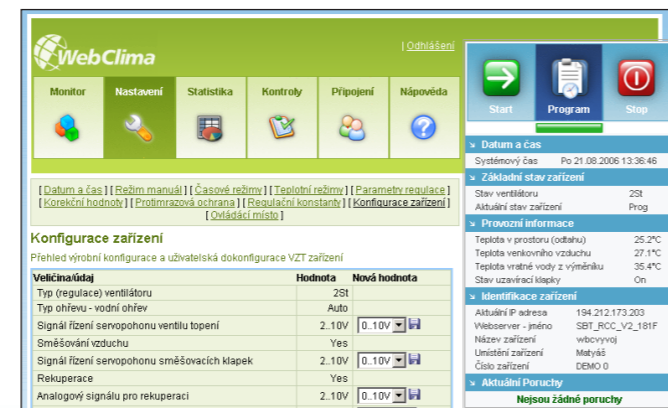 WebClima
| Odhlášení
Monitor
Nastavení
Statistika
Kontroly
Připojení
Nápověda
[ Datum a čas ] [ Režim manuál ] [ Časové režimy ] [ Teplotní režimy ] [ Parametry regulace ]
[ Korekční hodnoty ] [ Protimrazová ochrana ] [ Regulační konstanty ] [ Konfigurace zařízení ]
[ Ovládácí místo ]
Konfigurace zařízení
Přehled výrobní konfigurace a uživatelská dokonfigurace VZT zařízení
Veličina/údaj Hodnota Nová hodnota
Typ (regulace) ventilátoru 2St
Typ ohřevu - vodní ohřev Auto
Signál řízení servopohonu ventilu topení 2..10V 0..10V
Směšování vzduchu Yes
Signál řízení servopohonu směšovacích klapek 2..10V 0..10V
Rekuperace Yes
Analogový signálu pro rekuperaci 2..10V 0..10V
Start
Program
Stop
Datum a čas
Systémový čas Po 21.08.2006 13:36:46
Základní stav zařízení
Stav ventilátoru 2St
Aktuální stav zařízení Prog
Provozní informace
Teplota v prostoru (odtahu) 25.2°C
Teplota venkovního vzduchu 27.1°C
Teplota vratné vody z výměníku 35.4°C
Stav uzavírací klapky On
Identifikace zařízení
Aktuální IP adresa 194.212.173.203
Webserver - jméno SBT_RCC_V2_181F
Název zařízení wbcvyvoj
Umístění zařízení Matyáš
Číslo zařízení DEMO 0
Aktuální Poruchy
Nejsou žádné poruchy